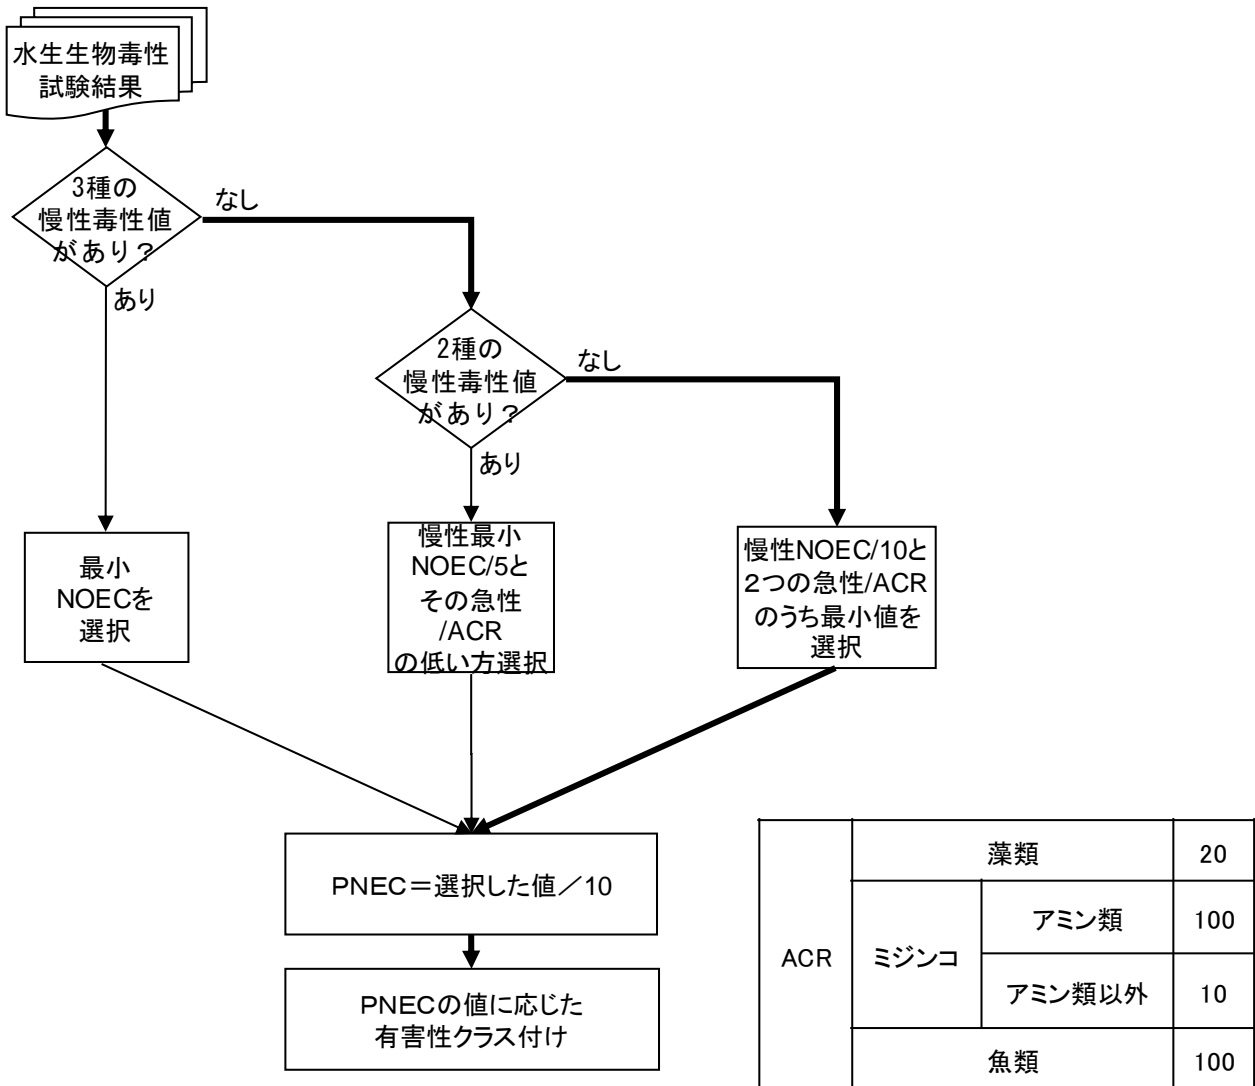 水生生物毒性
試験結果
3種の
慢性毒性値
があり？
なし
あり
2種の
慢性毒性値
があり？
なし
あり
最小
NOECを
選択
慢性最小
NOEC/5と
その急性
/ACR
の低い方選択
慢性NOEC/10と
２つの急性/ACR
のうち最小値を
選択
ＰＮＥＣ＝選択した値／10
PNECの値に応じた
有害性クラス付け
ACR
藻類
20
ミジンコ
アミン類
100
アミン類以外
10
魚類
100